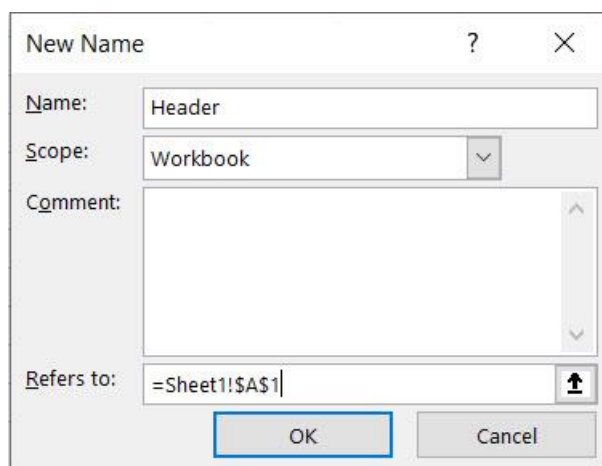 New Name ? ×
Name: Header
Scope: Workbook
Comment:
Refers to: =Sheet1!$A$1
OK Cancel